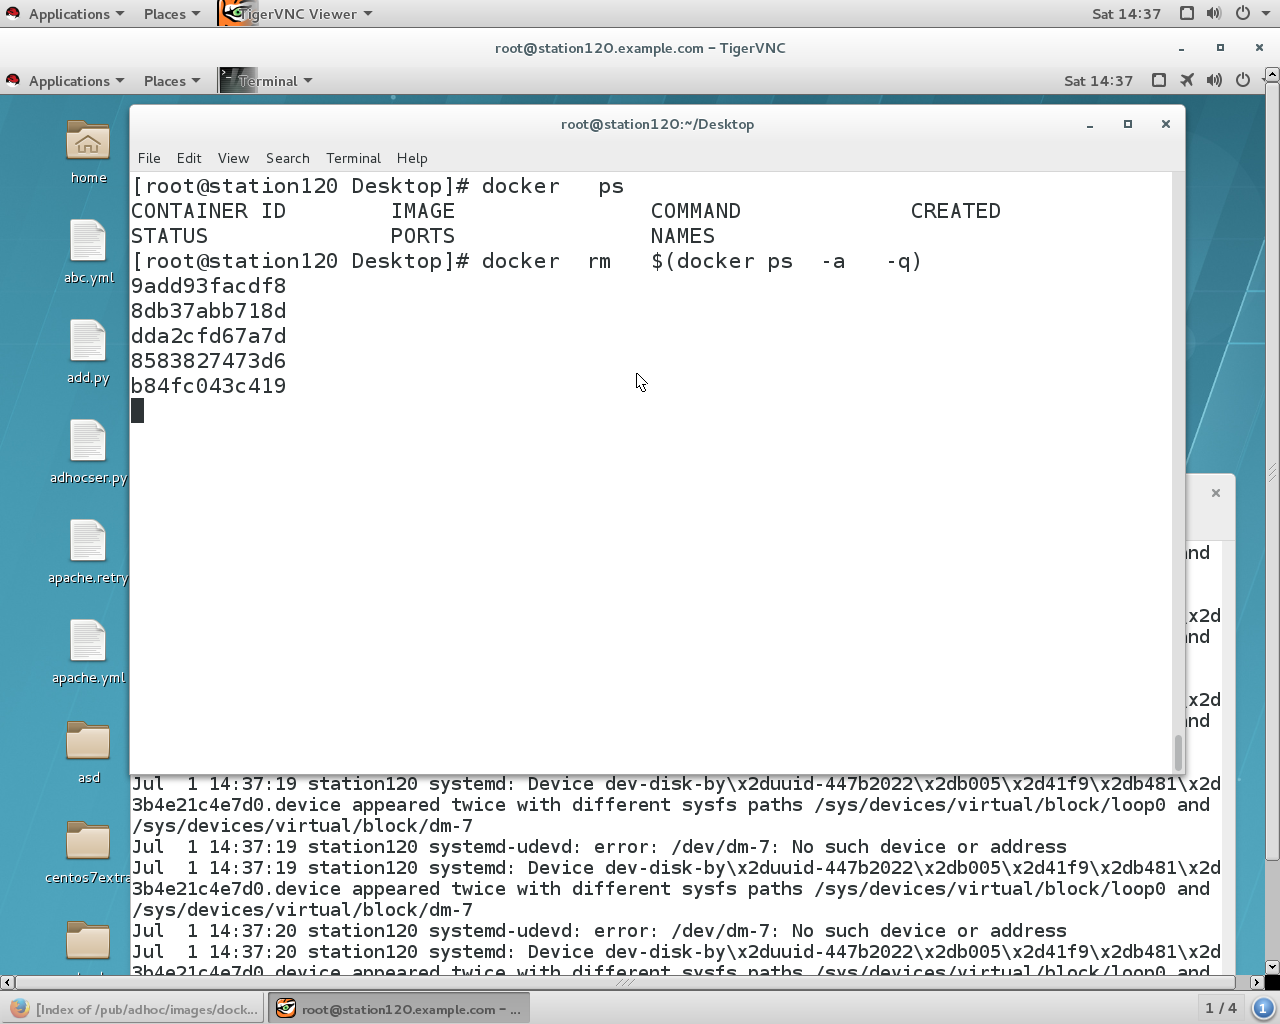 Applications Places TigerVNC Viewer Sat 14:37
root@station120.example.com – TigerVNC
Applications Places Terminal Sat 14:37
root@station120:~/Desktop
File Edit View Search Terminal Help
[root@station120 Desktop]# docker   ps
CONTAINER ID        IMAGE               COMMAND             CREATED
STATUS              PORTS               NAMES
[root@station120 Desktop]# docker  rm   $(docker ps  -a   -q)
9add93facdf8
8db37abb718d
dda2cfd67a7d
8583827473d6
b84fc043c419
home
abc.yml
add.py
adhocser.py
apache.retry
apache.yml
asd
centos7extra
and
\x2d
and
\x2d
and
Jul  1 14:37:19 station120 systemd: Device dev-disk-by\x2duuid-447b2022\x2db005\x2d41f9\x2db481\x2d
3b4e21c4e7d0.device appeared twice with different sysfs paths /sys/devices/virtual/block/loop0 and
/sys/devices/virtual/block/dm-7
Jul  1 14:37:19 station120 systemd-udevd: error: /dev/dm-7: No such device or address
Jul  1 14:37:19 station120 systemd: Device dev-disk-by\x2duuid-447b2022\x2db005\x2d41f9\x2db481\x2d
3b4e21c4e7d0.device appeared twice with different sysfs paths /sys/devices/virtual/block/loop0 and
/sys/devices/virtual/block/dm-7
Jul  1 14:37:20 station120 systemd-udevd: error: /dev/dm-7: No such device or address
Jul  1 14:37:20 station120 systemd: Device dev-disk-by\x2duuid-447b2022\x2db005\x2d41f9\x2db481\x2d
3b4e21c4e7d0.device appeared twice with different sysfs paths /sys/devices/virtual/block/loop0 and
[Index of /pub/adhoc/images/dock... root@station120.example.com – ... 1 / 4 1